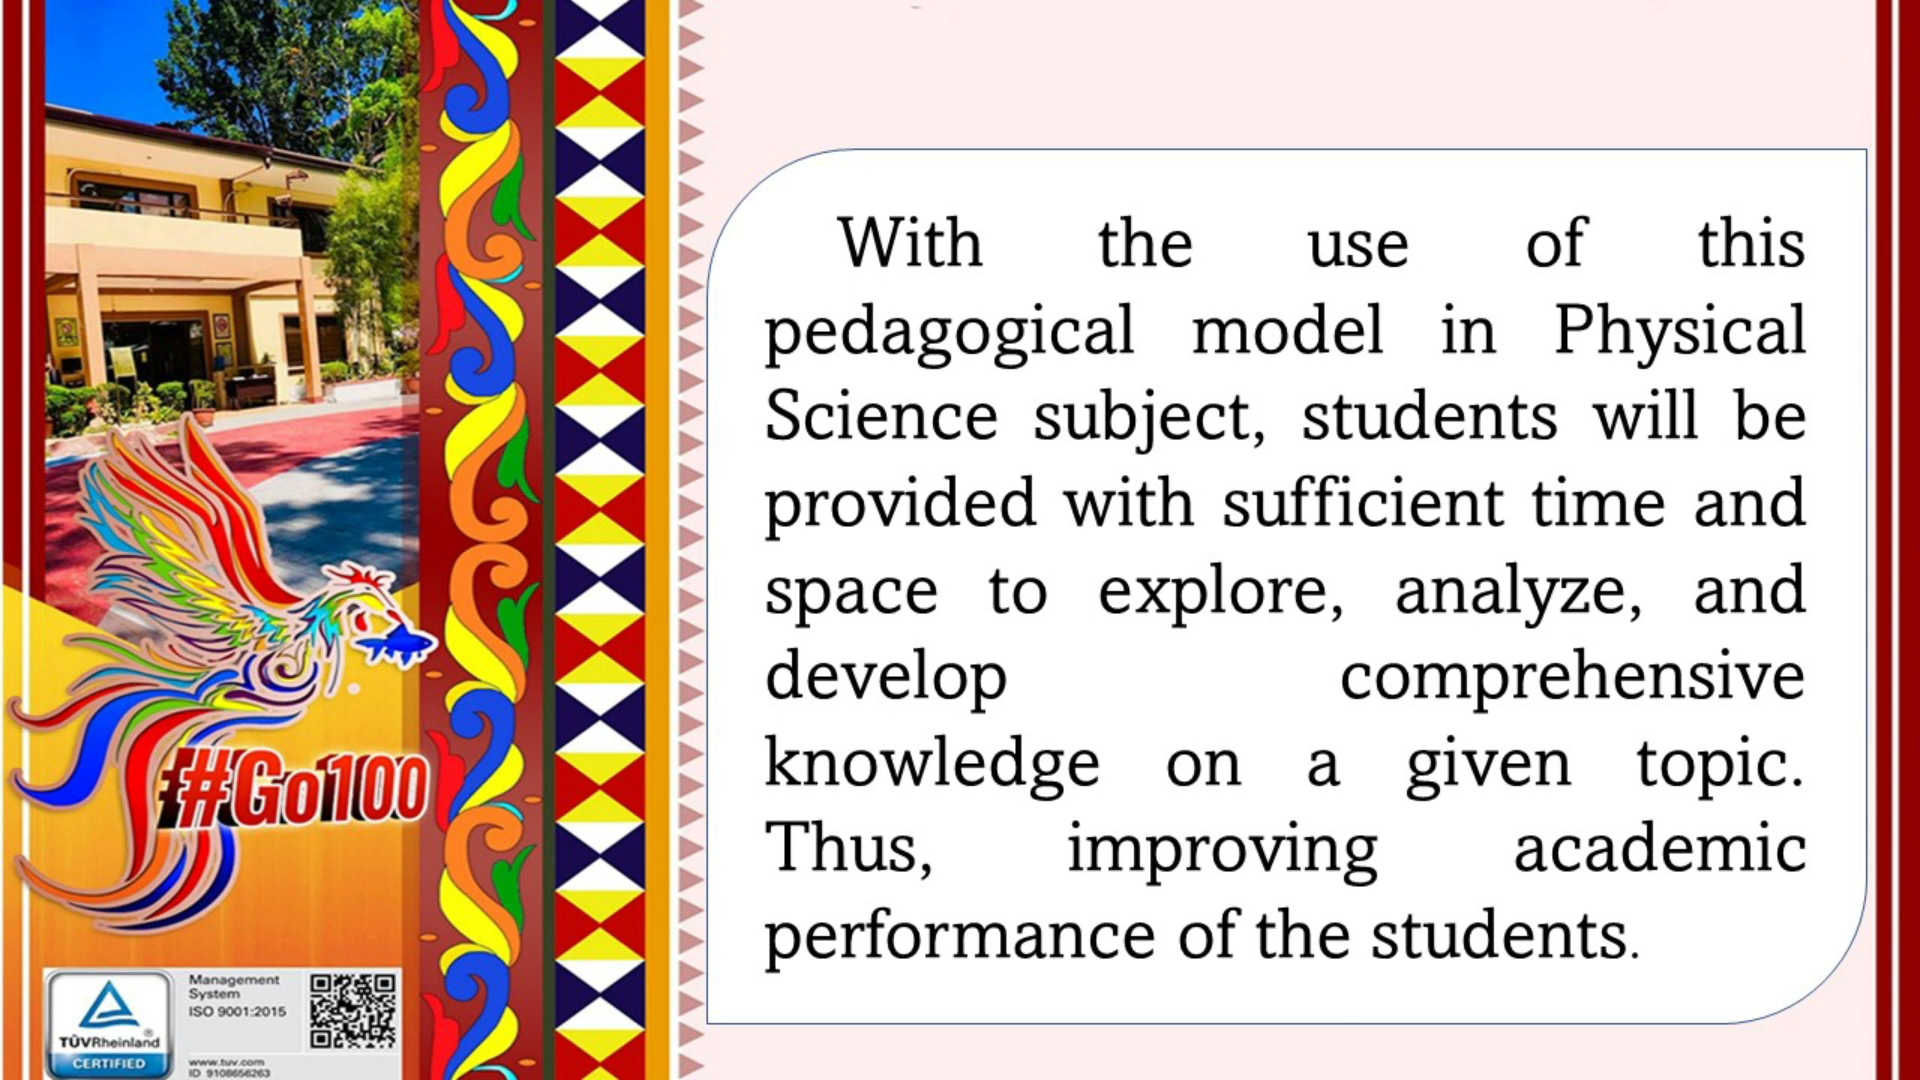 With the use of this
pedagogical model in Physical
Science subject, students will be
provided with sufficient time and
space to explore, analyze, and
develop comprehensive
knowledge on a given topic.
Thus, improving academic
performance of the students.
#Go100
Management
System
ISO 9001:2015
TÜVRheinland®
CERTIFIED
www.tuv.com
ID 9108656263